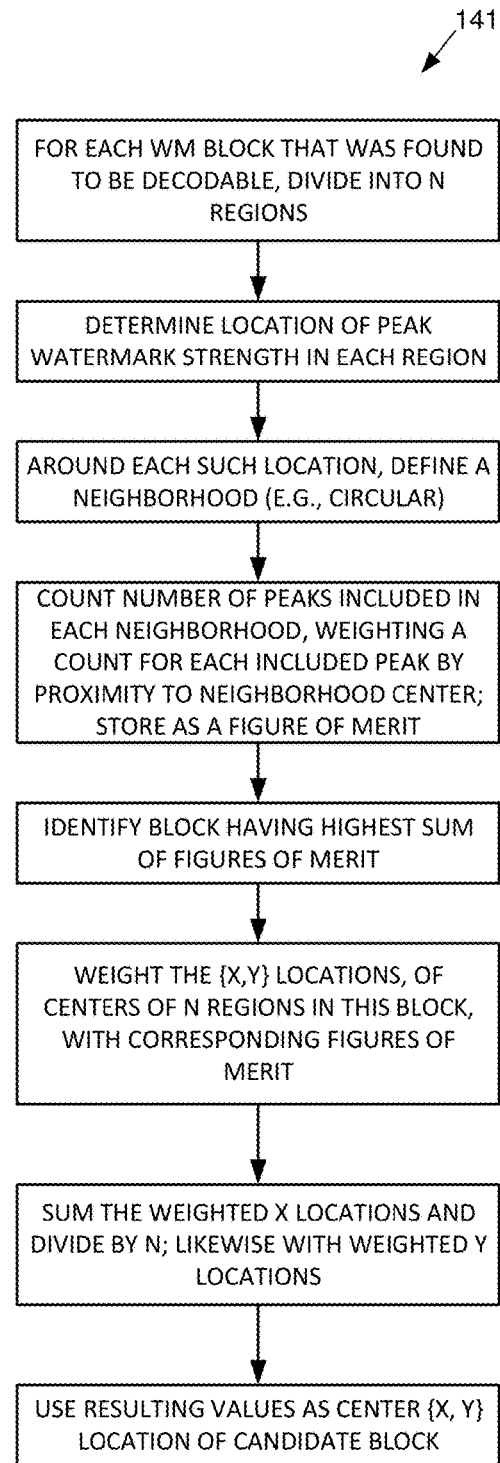 141
FOR EACH WM BLOCK THAT WAS FOUND
TO BE DECODABLE, DIVIDE INTO N
REGIONS
DETERMINE LOCATION OF PEAK
WATERMARK STRENGTH IN EACH REGION
AROUND EACH SUCH LOCATION, DEFINE A
NEIGHBORHOOD (E.G., CIRCULAR)
COUNT NUMBER OF PEAKS INCLUDED IN
EACH NEIGHBORHOOD, WEIGHTING A
COUNT FOR EACH INCLUDED PEAK BY
PROXIMITY TO NEIGHBORHOOD CENTER;
STORE AS A FIGURE OF MERIT
IDENTIFY BLOCK HAVING HIGHEST SUM
OF FIGURES OF MERIT
WEIGHT THE {X,Y} LOCATIONS, OF
CENTERS OF N REGIONS IN THIS BLOCK,
WITH CORRESPONDING FIGURES OF
MERIT
SUM THE WEIGHTED X LOCATIONS AND
DIVIDE BY N; LIKEWISE WITH WEIGHTED Y
LOCATIONS
USE RESULTING VALUES AS CENTER {X, Y}
LOCATION OF CANDIDATE BLOCK